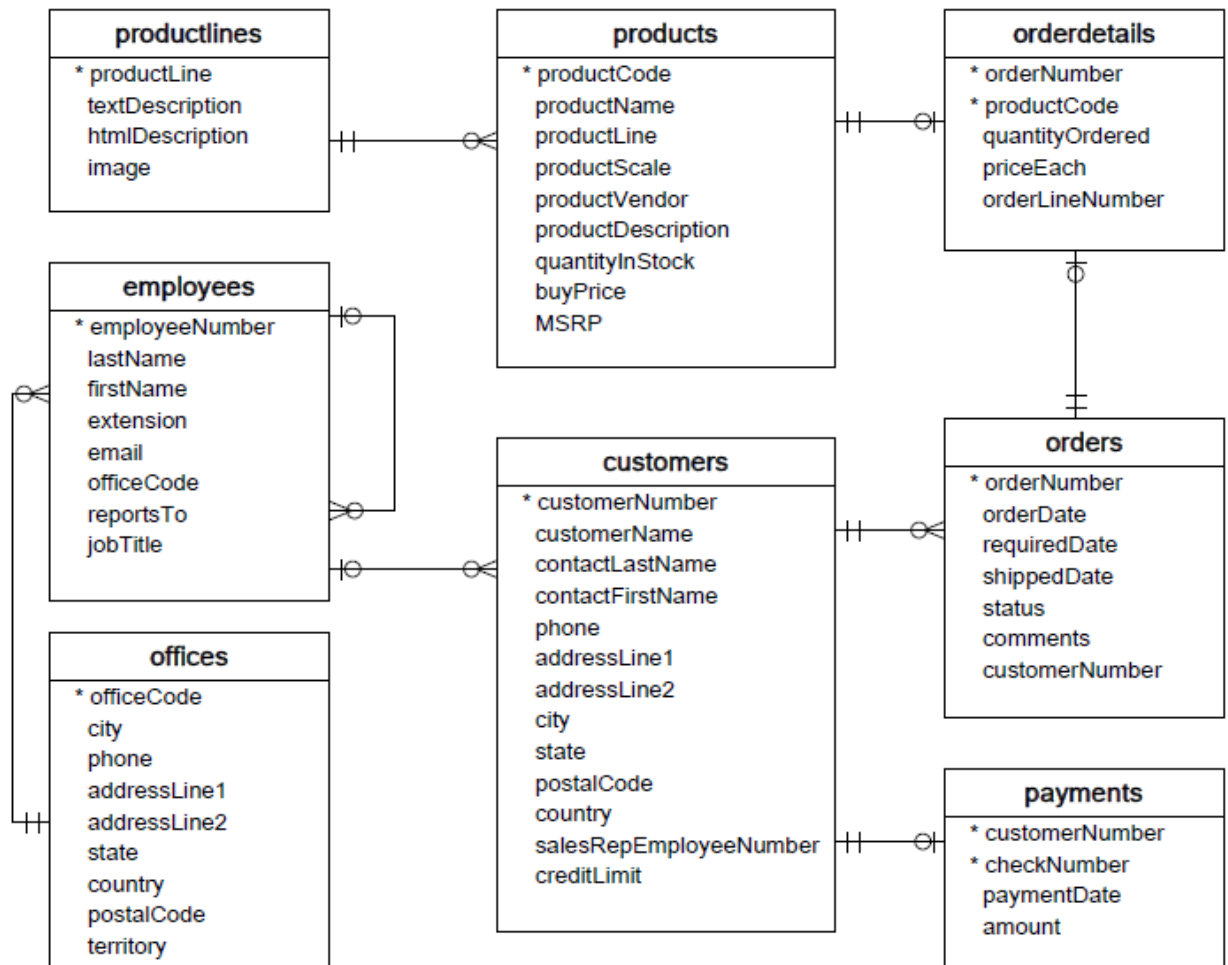 productlines
* productLine
textDescription
htmlDescription
image
products
* productCode
productName
productLine
productScale
productVendor
productDescription
quantityInStock
buyPrice
MSRP
orderdetails
* orderNumber
* productCode
quantityOrdered
priceEach
orderLineNumber
employees
* employeeNumber
lastName
firstName
extension
email
officeCode
reportsTo
jobTitle
customers
* customerNumber
customerName
contactLastName
contactFirstName
phone
addressLine1
addressLine2
city
state
postalCode
country
salesRepEmployeeNumber
creditLimit
orders
* orderNumber
orderDate
requiredDate
shippedDate
status
comments
customerNumber
offices
* officeCode
city
phone
addressLine1
addressLine2
state
country
postalCode
territory
payments
* customerNumber
* checkNumber
paymentDate
amount